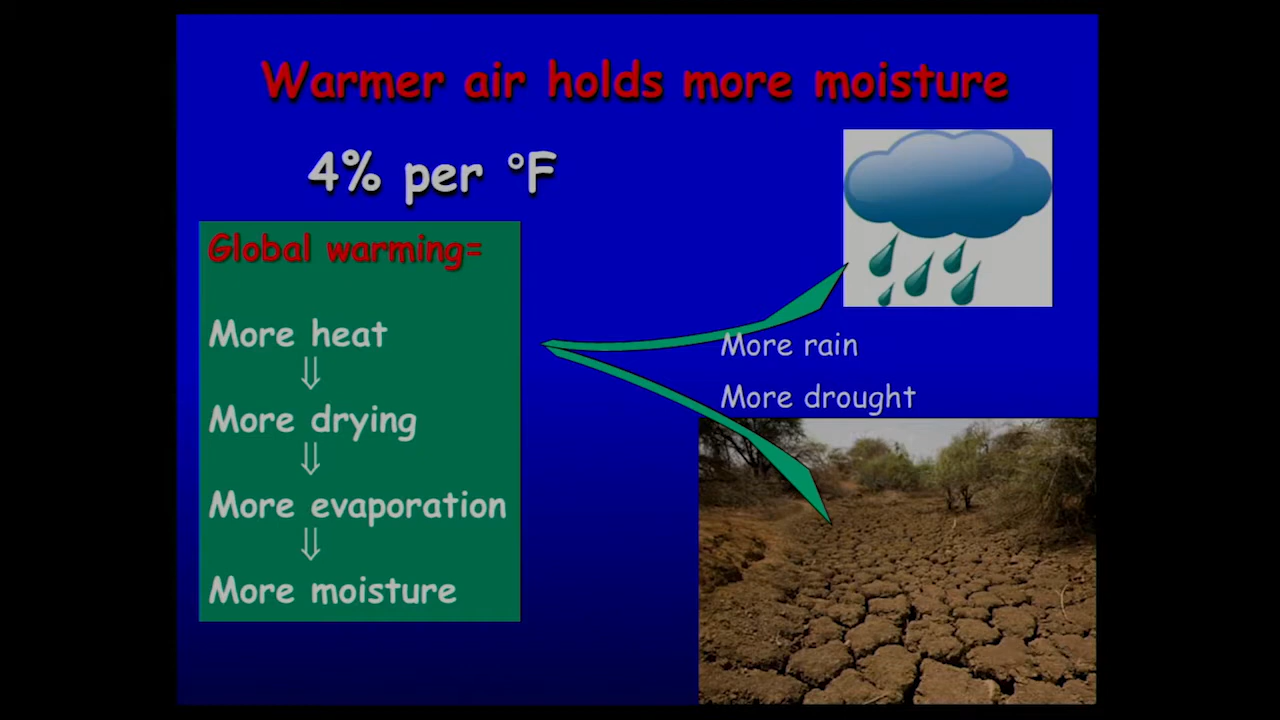 Warmer air holds more moisture
4% per °F
Global warming=
More heat
⇓
More drying
⇓
More evaporation
⇓
More moisture
More rain
More drought